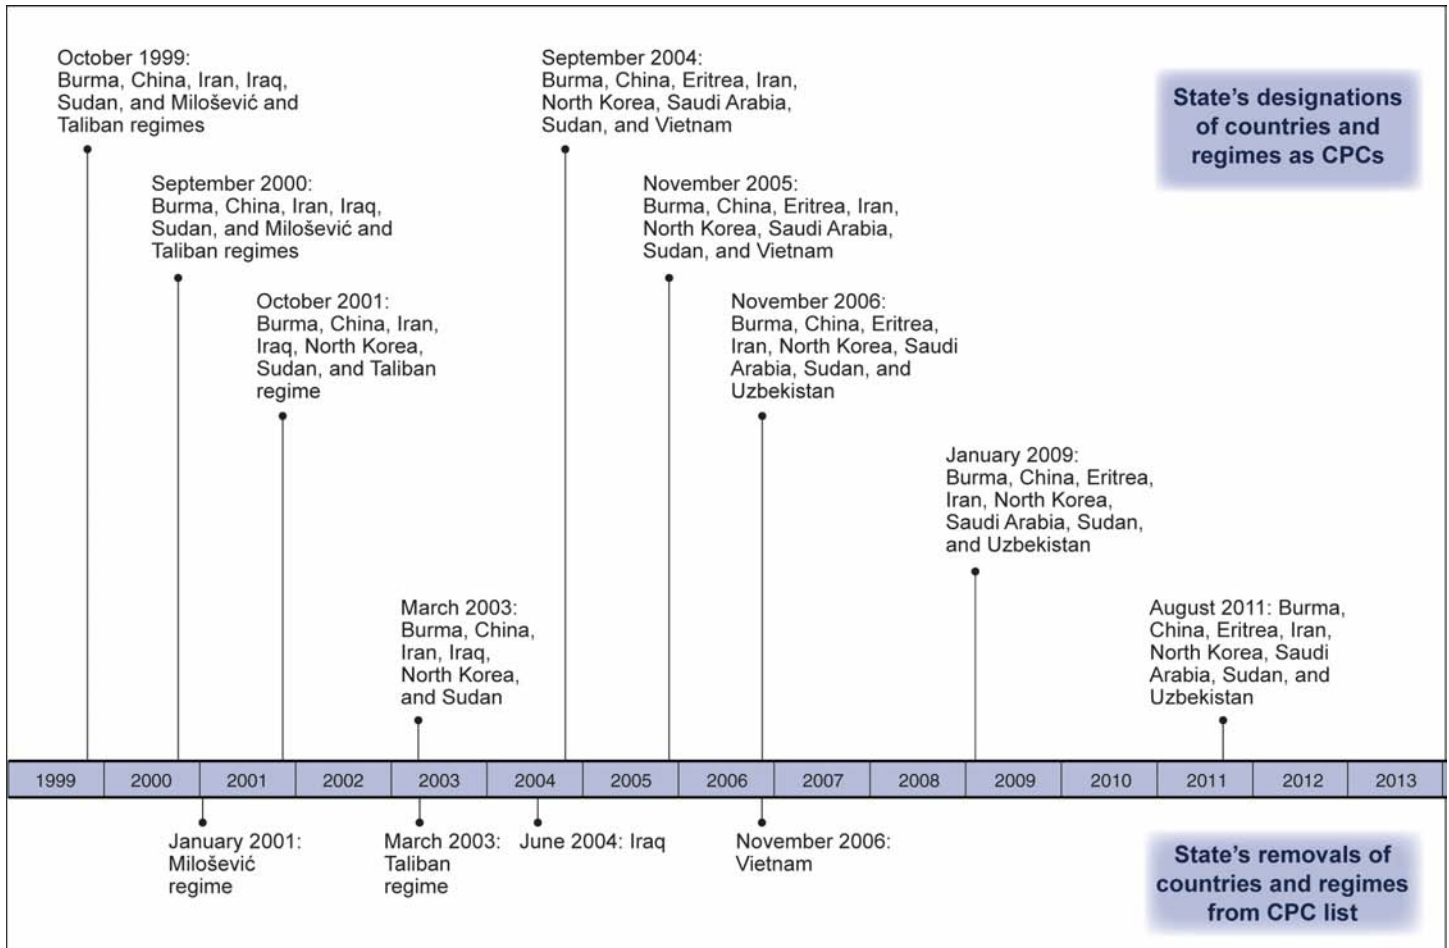 October 1999:
Burma, China, Iran, Iraq,
Sudan, and Milošević and
Taliban regimes
September 2000:
Burma, China, Iran, Iraq,
Sudan, and Milošević and
Taliban regimes
October 2001:
Burma, China, Iran,
Iraq, North Korea,
Sudan, and Taliban
regime
March 2003:
Burma, China,
Iran, Iraq,
North Korea,
and Sudan
September 2004:
Burma, China, Eritrea, Iran,
North Korea, Saudi Arabia,
Sudan, and Vietnam
November 2005:
Burma, China, Eritrea, Iran,
North Korea, Saudi Arabia,
Sudan, and Vietnam
November 2006:
Burma, China, Eritrea,
Iran, North Korea, Saudi
Arabia, Sudan, and
Uzbekistan
January 2009:
Burma, China, Eritrea,
Iran, North Korea,
Saudi Arabia, Sudan,
and Uzbekistan
August 2011: Burma,
China, Eritrea, Iran,
North Korea, Saudi
Arabia, Sudan, and
Uzbekistan
State's designations
of countries and
regimes as CPCs
1999 2000 2001 2002 2003 2004 2005 2006 2007 2008 2009 2010 2011 2012 2013
January 2001:
Milošević
regime
March 2003:
Taliban
regime
June 2004: Iraq
November 2006:
Vietnam
State's removals of
countries and regimes
from CPC list